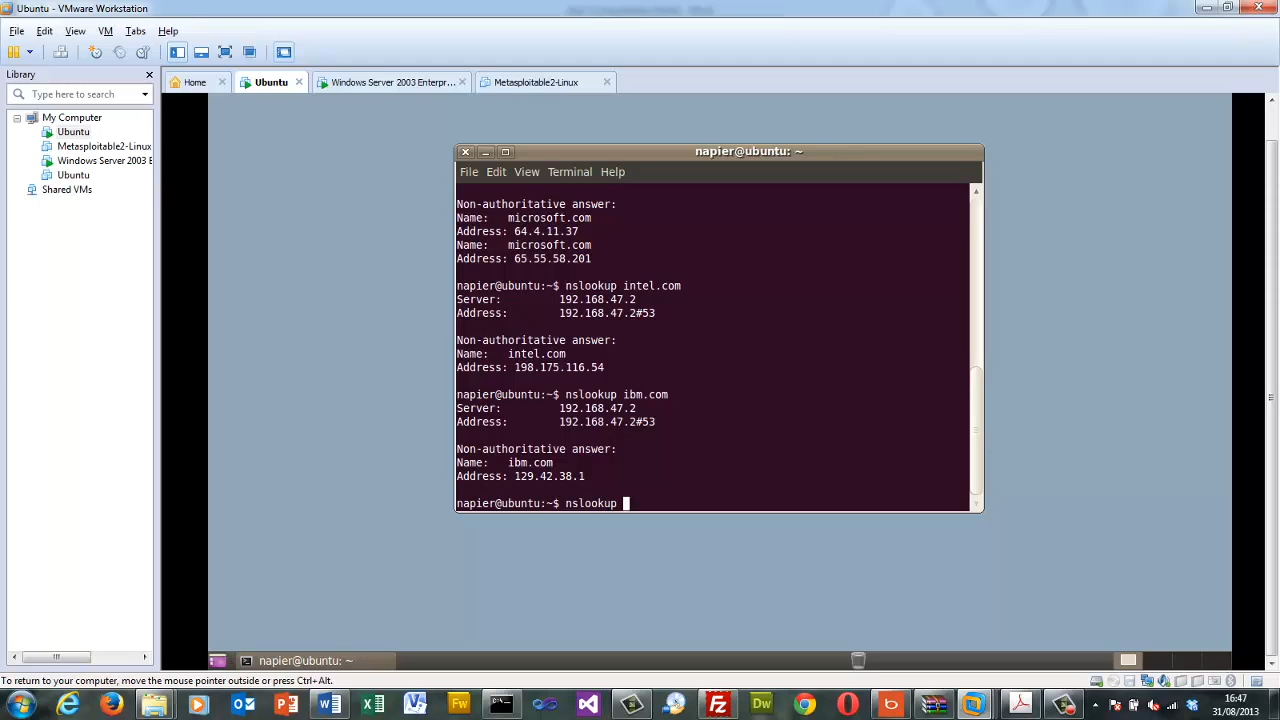 Ubuntu - VMware Workstation
File Edit View VM Tabs Help
Library
Type here to search
My Computer
Ubuntu
Metasploitable2-Linux
Windows Server 2003 E
Ubuntu
Shared VMs
Home
Ubuntu
Windows Server 2003 Enterpr...
Metasploitable2-Linux
napier@ubuntu: ~
File Edit View Terminal Help
Non-authoritative answer:
Name: microsoft.com
Address: 64.4.11.37
Name: microsoft.com
Address: 65.55.58.201
napier@ubuntu:~$ nslookup intel.com
Server: 192.168.47.2
Address: 192.168.47.2#53
Non-authoritative answer:
Name: intel.com
Address: 198.175.116.54
napier@ubuntu:~$ nslookup ibm.com
Server: 192.168.47.2
Address: 192.168.47.2#53
Non-authoritative answer:
Name: ibm.com
Address: 129.42.38.1
napier@ubuntu:~$ nslookup
napier@ubuntu: ~
To return to your computer, move the mouse pointer outside or press Ctrl+Alt.
Fw
Dw
16:47
31/08/2013